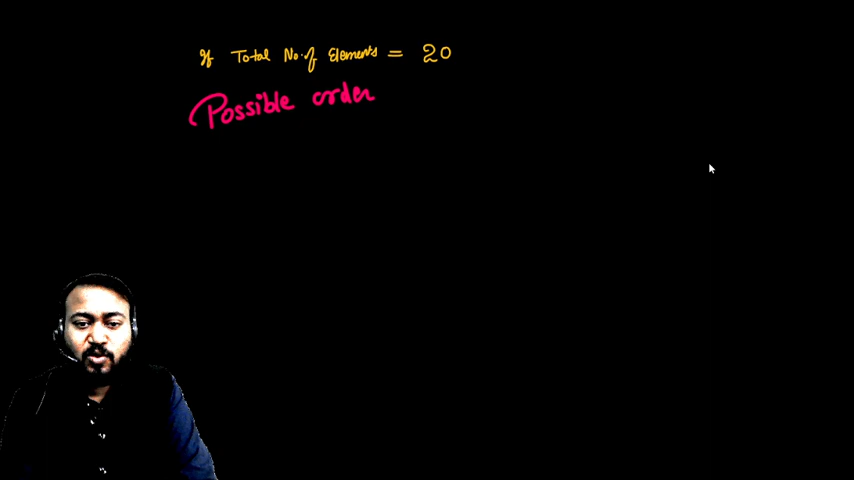 If Total No. of Elements = 20
Possible order